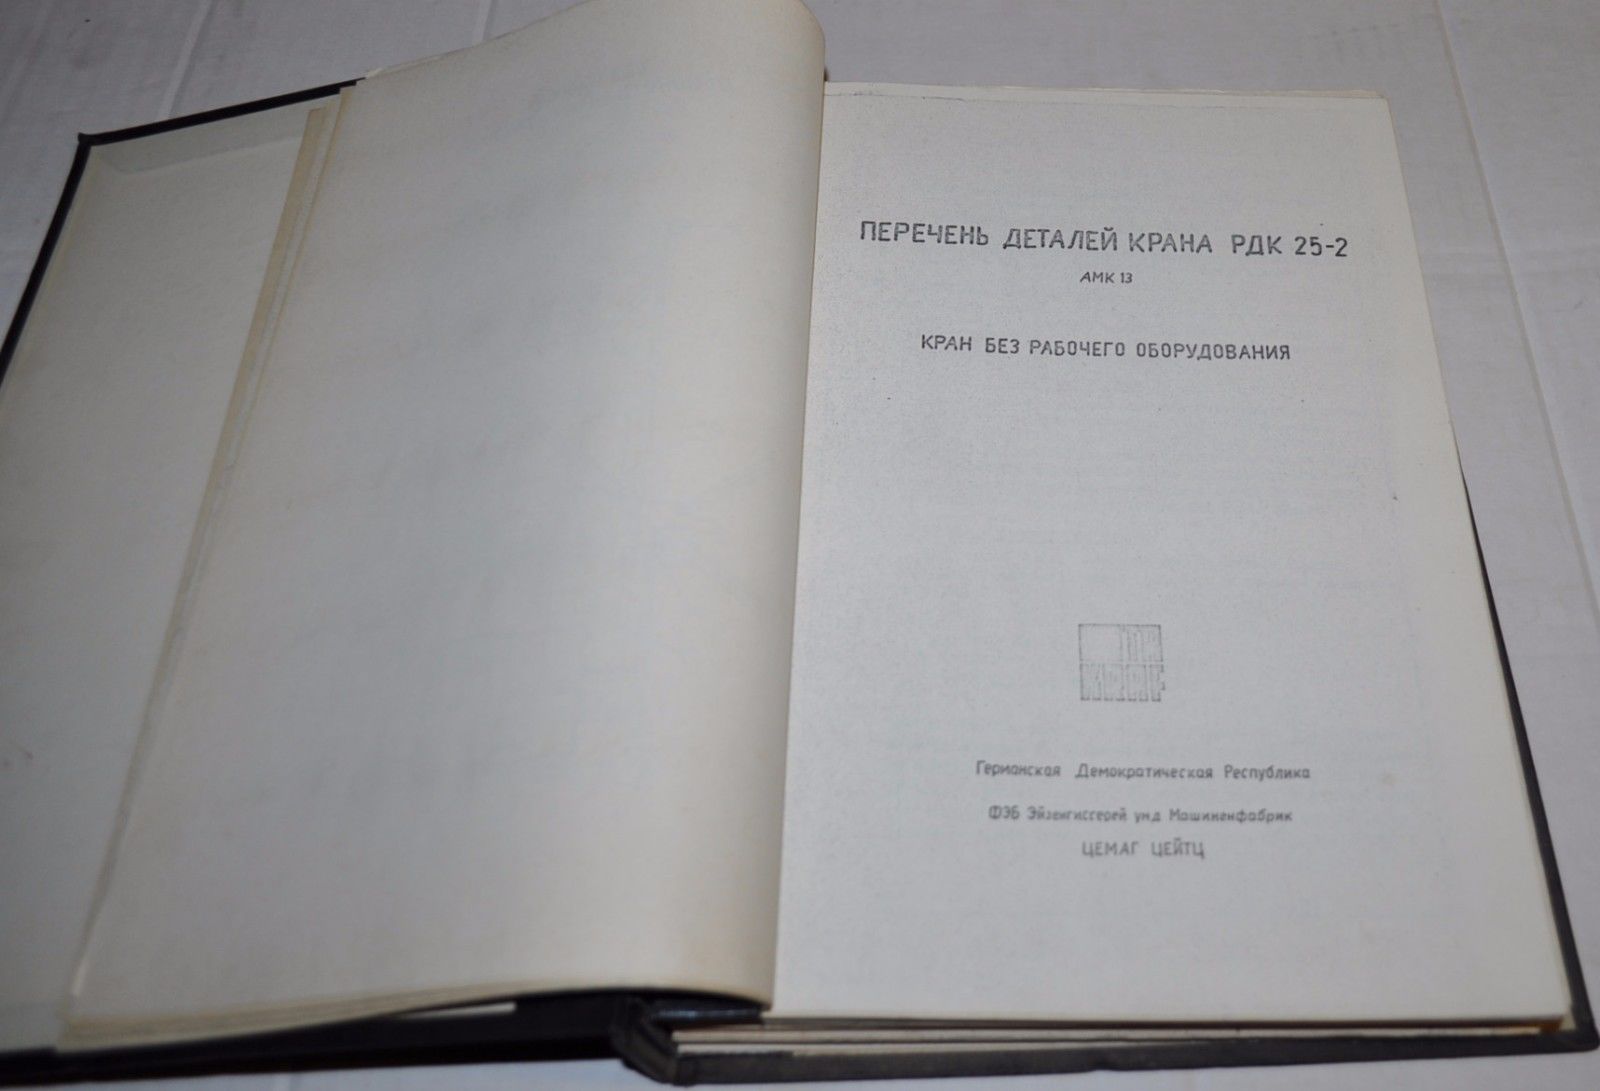 ПЕРЕЧЕНЬ ДЕТАЛЕЙ КРАНА РДК 25-2
АМК 13
КРАН БЕЗ РАБОЧЕГО ОБОРУДОВАНИЯ
Германская Демократическая Республика
ФЭБ Эйзенгиссерей унд Машиненфабрик
ЦЕМАГ ЦЕЙТЦ